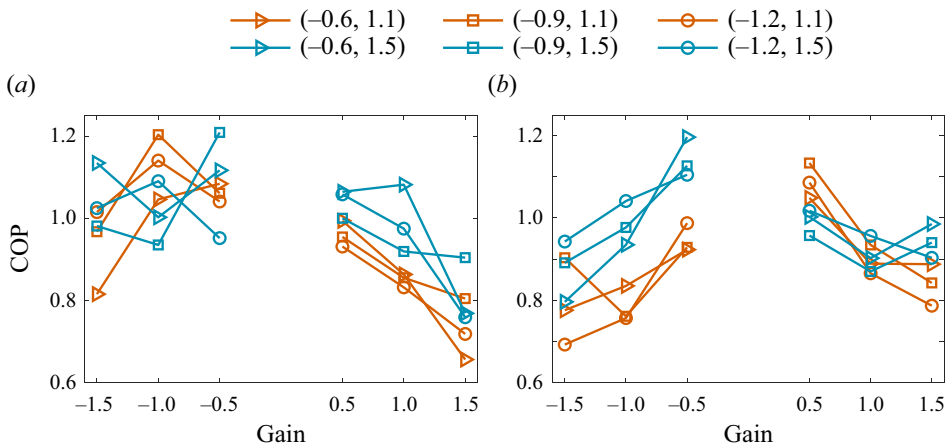 (–0.6, 1.1) (–0.9, 1.1) (–1.2, 1.1)
(–0.6, 1.5) (–0.9, 1.5) (–1.2, 1.5)
(a) (b)
1.2 1.2
1.0 1.0
COP
0.8 0.8
0.6 0.6
–1.5 –1.0 –0.5 0.5 1.0 1.5 –1.5 –1.0 –0.5 0.5 1.0 1.5
Gain Gain